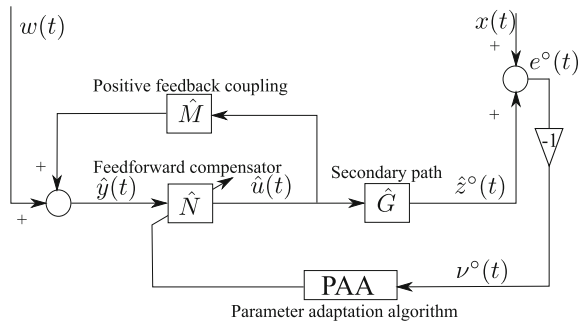 w(t)
x(t)
+
e°(t)
Positive feedback coupling
M̂
+
-1
+
Feedforward compensator
Secondary path
ŷ(t)
N̂
û(t)
Ĝ
ẑ°(t)
+
+
ν°(t)
PAA
Parameter adaptation algorithm